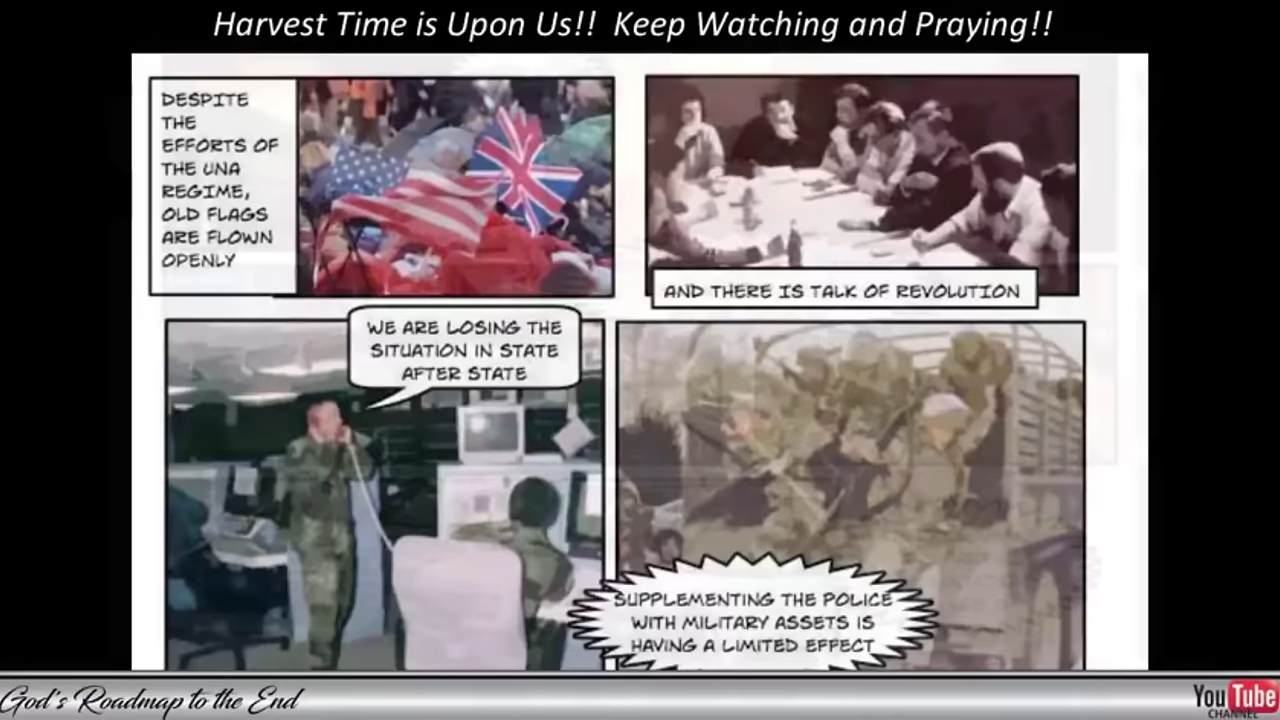 Harvest Time is Upon Us!! Keep Watching and Praying!!
DESPITE
THE
EFFORTS OF
THE UNA
REGIME,
OLD FLAGS
ARE FLOWN
OPENLY
AND THERE IS TALK OF REVOLUTION
WE ARE LOSING THE
SITUATION IN STATE
AFTER STATE
SUPPLEMENTING THE POLICE
WITH MILITARY ASSETS IS
HAVING A LIMITED EFFECT
God's Roadmap to the End
YouTube
CHANNEL